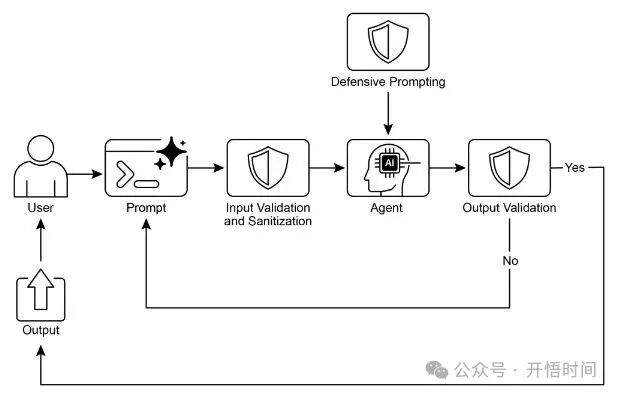 Defensive Prompting
AI
Yes
User
Prompt
Input Validation
and Sanitization
Agent
Output Validation
No
Output
公众号 · 开悟时间